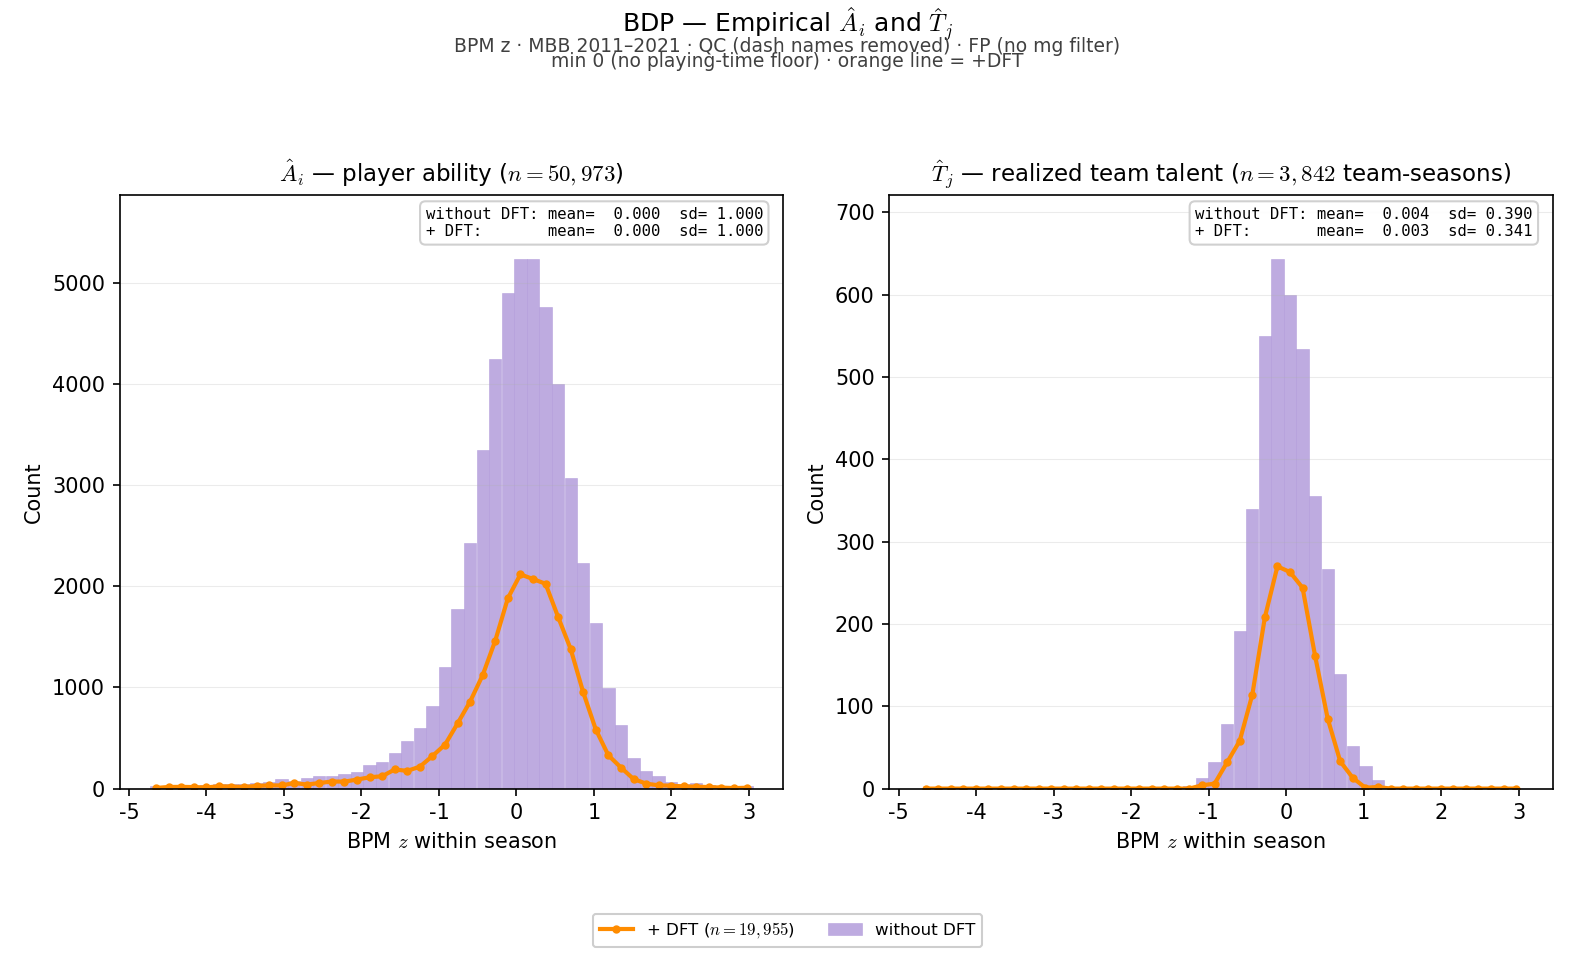 BDP — Empirical Âᵢ and T̂ⱼ
BPM z · MBB 2011–2021 · QC (dash names removed) · FP (no mg filter)
min 0 (no playing-time floor) · orange line = +DFT
Âᵢ — player ability (n = 50, 973)
without DFT: mean=  0.000  sd= 1.000
+ DFT:       mean=  0.000  sd= 1.000
Count
5000
4000
3000
2000
1000
0
-5 -4 -3 -2 -1 0 1 2 3
BPM z within season
T̂ⱼ — realized team talent (n = 3, 842 team-seasons)
without DFT: mean=  0.004  sd= 0.390
+ DFT:       mean=  0.003  sd= 0.341
Count
700
600
500
400
300
200
100
0
-5 -4 -3 -2 -1 0 1 2 3
BPM z within season
+ DFT (n = 19, 955)
without DFT